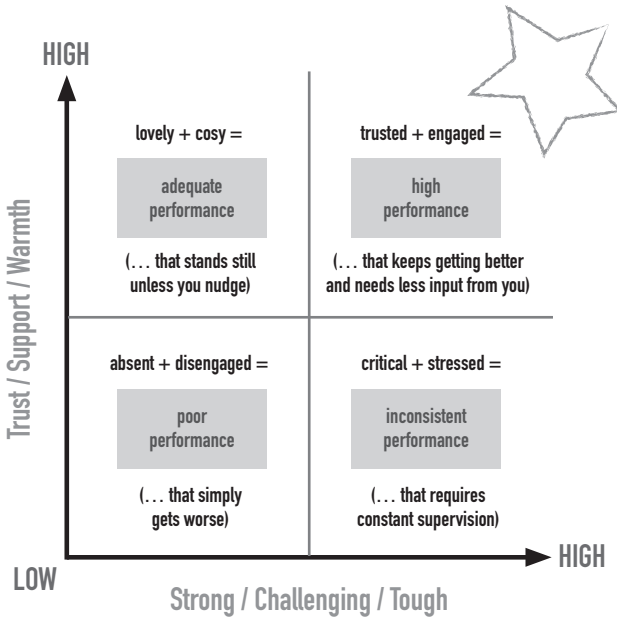 HIGH
lovely + cosy =
adequate
performance
(… that stands still
unless you nudge)
trusted + engaged =
high
performance
(… that keeps getting better
and needs less input from you)
Trust / Support / Warmth
absent + disengaged =
poor
performance
(… that simply
gets worse)
critical + stressed =
inconsistent
performance
(… that requires
constant supervision)
LOW
HIGH
Strong / Challenging / Tough